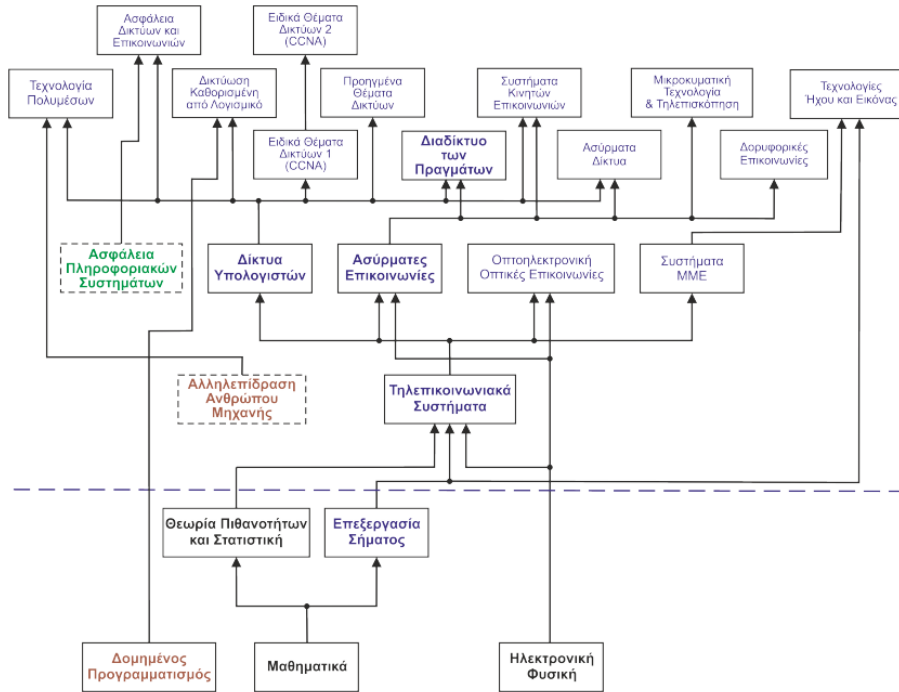 Ασφάλεια
Δικτύων και
Επικοινωνιών
Ειδικά Θέματα
Δικτύων 2
(CCNA)
Τεχνολογία
Πολυμέσων
Δικτύωση
Καθορισμένη
από Λογισμικό
Προηγμένα
Θέματα
Δικτύων
Συστήματα
Κινητών
Επικοινωνιών
Μικροκυματική
Τεχνολογία
& Τηλεπισκόπηση
Τεχνολογίες
Ήχου και Εικόνας
Ειδικά Θέματα
Δικτύων 1
(CCNA)
Διαδίκτυο
των
Πραγμάτων
Ασύρματα
Δίκτυα
Δορυφορικές
Επικοινωνίες
Ασφάλεια
Πληροφοριακών
Συστημάτων
Δίκτυα
Υπολογιστών
Ασύρματες
Επικοινωνίες
Οπτοηλεκτρονική
Οπτικές Επικοινωνίες
Συστήματα
ΜΜΕ
Αλληλεπίδραση
Ανθρώπου
Μηχανής
Τηλεπικοινωνιακά
Συστήματα
Θεωρία Πιθανοτήτων
και Στατιστική
Επεξεργασία
Σήματος
Δομημένος
Προγραμματισμός
Μαθηματικά
Ηλεκτρονική
Φυσική